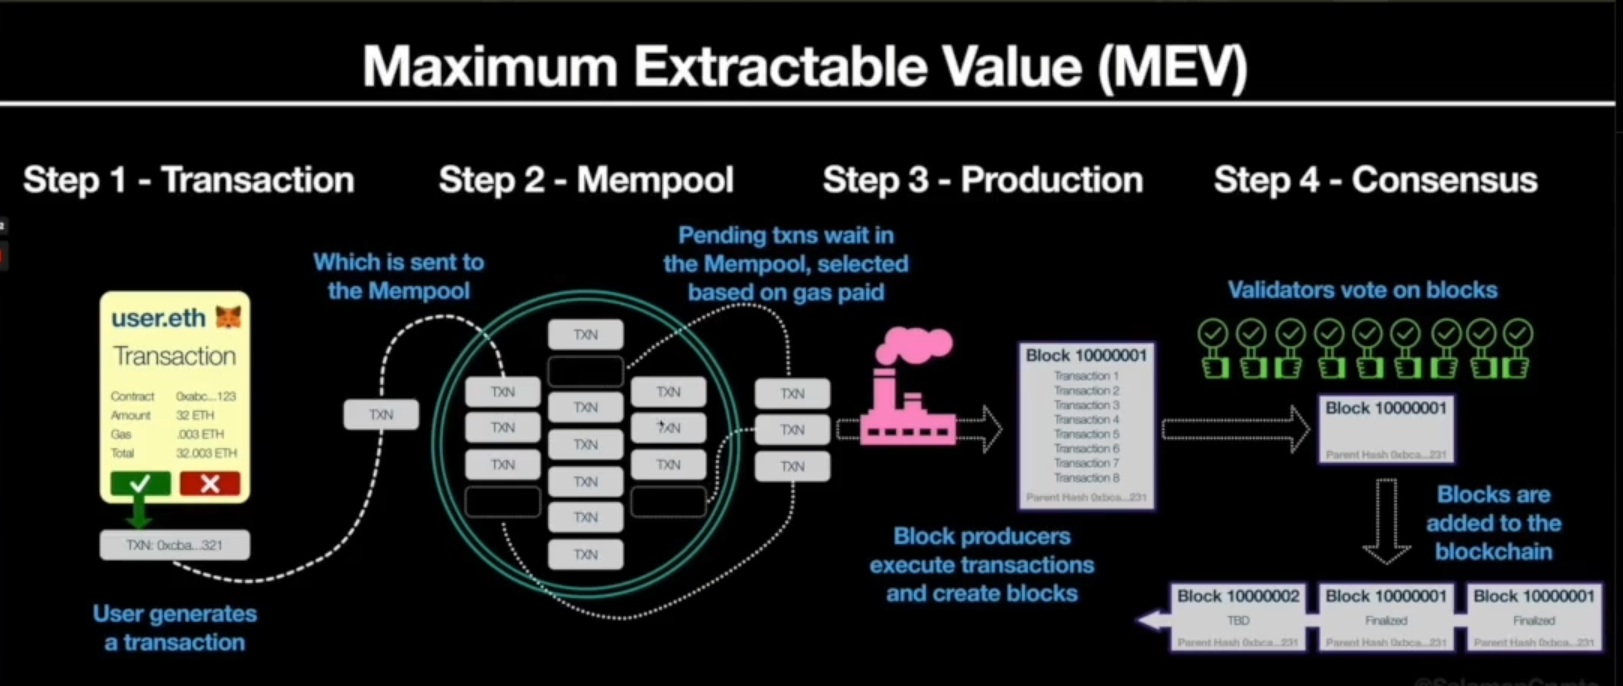 Maximum Extractable Value (MEV)
Step 1 - Transaction
Step 2 - Mempool
Step 3 - Production
Step 4 - Consensus
user.eth
Transaction
Contract 0xabc...123
Amount 32 ETH
Gas .003 ETH
Total 32.003 ETH
TXN: 0xcba...321
User generates
a transaction
Which is sent to
the Mempool
TXN
TXN
TXN
TXN
TXN
TXN
TXN
TXN
TXN
TXN
TXN
TXN
TXN
TXN
Pending txns wait in
the Mempool, selected
based on gas paid
TXN
TXN
TXN
Block 10000001
Transaction 1
Transaction 2
Transaction 3
Transaction 4
Transaction 5
Transaction 6
Transaction 7
Transaction 8
Parent Hash 0xbca...231
Block producers
execute transactions
and create blocks
Validators vote on blocks
Block 10000001
Parent Hash 0xbca...231
Blocks are
added to the
blockchain
Block 10000002
TBD
Parent Hash 0xbca...231
Block 10000001
Finalized
Parent Hash 0xbca...231
Block 10000001
Finalized
Parent Hash 0xbca...231